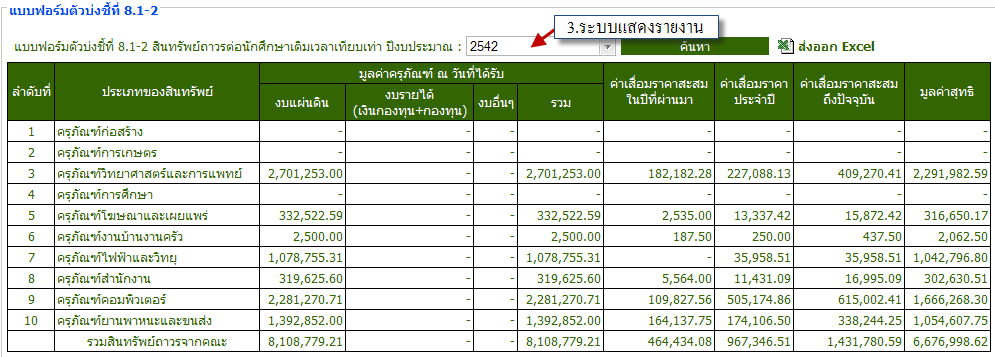 แบบฟอร์มตัวบ่งชี้ที่ 8.1-2
3.ระบบแสดงรายงาน
แบบฟอร์มตัวบ่งชี้ที่ 8.1-2 สินทรัพย์ถาวรต่อนักศึกษาเต็มเวลาเทียบเท่า ปีงบประมาณ : 2542 ค้นหา ส่งออก Excel
ลำดับที่ ประเภทของสินทรัพย์ มูลค่าครุภัณฑ์ ณ วันที่ได้รับ ค่าเสื่อมราคาสะสม ค่าเสื่อมราคา ค่าเสื่อมราคาสะสม มูลค่าสุทธิ
งบแผ่นดิน งบรายได้ งบอื่นๆ รวม ในปีที่ผ่านมา ประจำปี ถึงปัจจุบัน
(เงินกองทุน+กองทุน)
1 ครุภัณฑ์ก่อสร้าง - - - - - - - -
2 ครุภัณฑ์การเกษตร - - - - - - - -
3 ครุภัณฑ์วิทยาศาสตร์และการแพทย์ 2,701,253.00 - - 2,701,253.00 182,182.28 227,088.13 409,270.41 2,291,982.59
4 ครุภัณฑ์การศึกษา - - - - - - - -
5 ครุภัณฑ์โฆษณาและเผยแพร่ 332,522.59 - - 332,522.59 2,535.00 13,337.42 15,872.42 316,650.17
6 ครุภัณฑ์งานบ้านงานครัว 2,500.00 - - 2,500.00 187.50 250.00 437.50 2,062.50
7 ครุภัณฑ์ไฟฟ้าและวิทยุ 1,078,755.31 - - 1,078,755.31 - 35,958.51 35,958.51 1,042,796.80
8 ครุภัณฑ์สำนักงาน 319,625.60 - - 319,625.60 5,564.00 11,431.09 16,995.09 302,630.51
9 ครุภัณฑ์คอมพิวเตอร์ 2,281,270.71 - - 2,281,270.71 109,827.56 505,174.86 615,002.41 1,666,268.30
10 ครุภัณฑ์ยานพาหนะและขนส่ง 1,392,852.00 - - 1,392,852.00 164,137.75 174,106.50 338,244.25 1,054,607.75
รวมสินทรัพย์ถาวรจากคณะ 8,108,779.21 - - 8,108,779.21 464,434.08 967,346.51 1,431,780.59 6,676,998.62